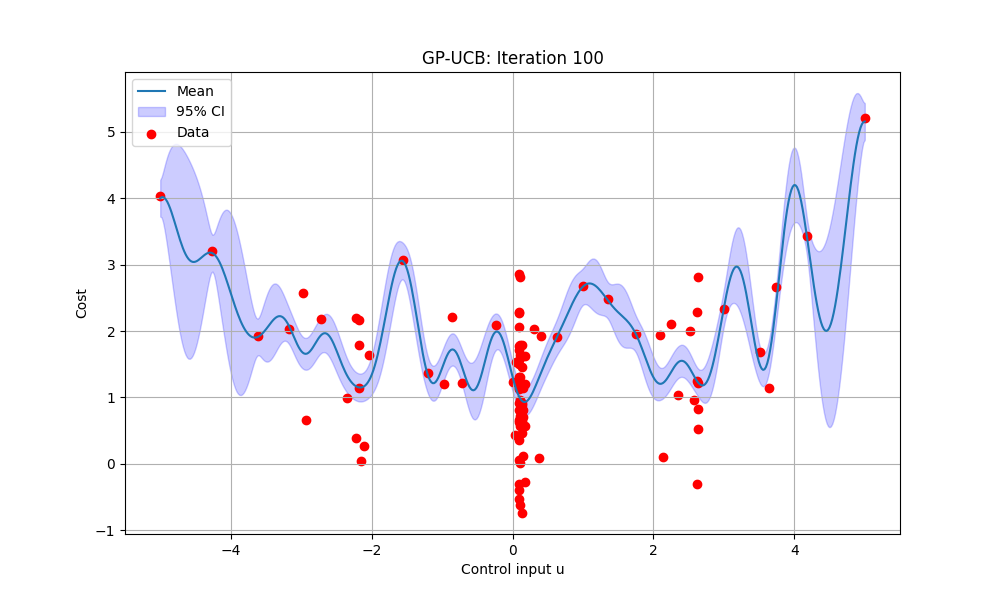 GP-UCB: Iteration 100
Mean
95% CI
Data
Cost
5
4
3
2
1
0
−1
−4
−2
0
2
4
Control input u